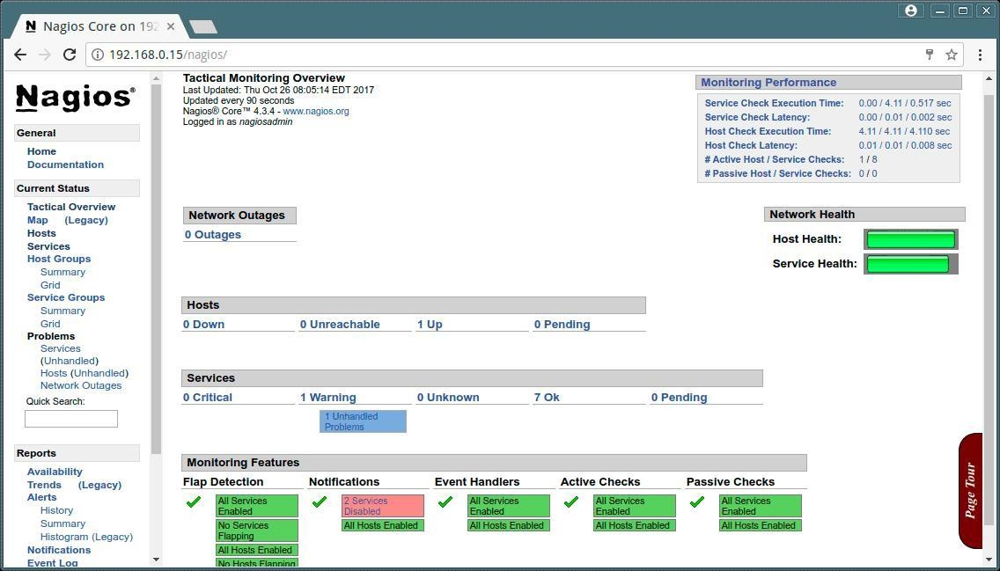 Nagios Core on 192
192.168.0.15/nagios/
Nagios®
General
Home
Documentation
Current Status
Tactical Overview
Map (Legacy)
Hosts
Services
Host Groups
Summary
Grid
Service Groups
Summary
Grid
Problems
Services
(Unhandled)
Hosts (Unhandled)
Network Outages
Quick Search:
Reports
Availability
Trends (Legacy)
Alerts
History
Summary
Histogram (Legacy)
Notifications
Event Log
Tactical Monitoring Overview
Last Updated: Thu Oct 26 08:05:14 EDT 2017
Updated every 90 seconds
Nagios® Core™ 4.3.4 - www.nagios.org
Logged in as nagiosadmin
Monitoring Performance
Service Check Execution Time: 0.00 / 4.11 / 0.517 sec
Service Check Latency: 0.00 / 0.01 / 0.002 sec
Host Check Execution Time: 4.11 / 4.11 / 4.110 sec
Host Check Latency: 0.01 / 0.01 / 0.008 sec
# Active Host / Service Checks: 1 / 8
# Passive Host / Service Checks: 0 / 0
Network Outages
0 Outages
Network Health
Host Health:
Service Health:
Hosts
0 Down 0 Unreachable 1 Up 0 Pending
Services
0 Critical 1 Warning 0 Unknown 7 Ok 0 Pending
1 Unhandled
Problems
Monitoring Features
Flap Detection Notifications Event Handlers Active Checks Passive Checks
All Services
Enabled
No Services
Flapping
All Hosts Enabled
No Hosts Flapping
2 Services
Disabled
All Hosts Enabled
All Services
Enabled
All Hosts Enabled
All Services
Enabled
All Hosts Enabled
All Services
Enabled
All Hosts Enabled
Page Tour